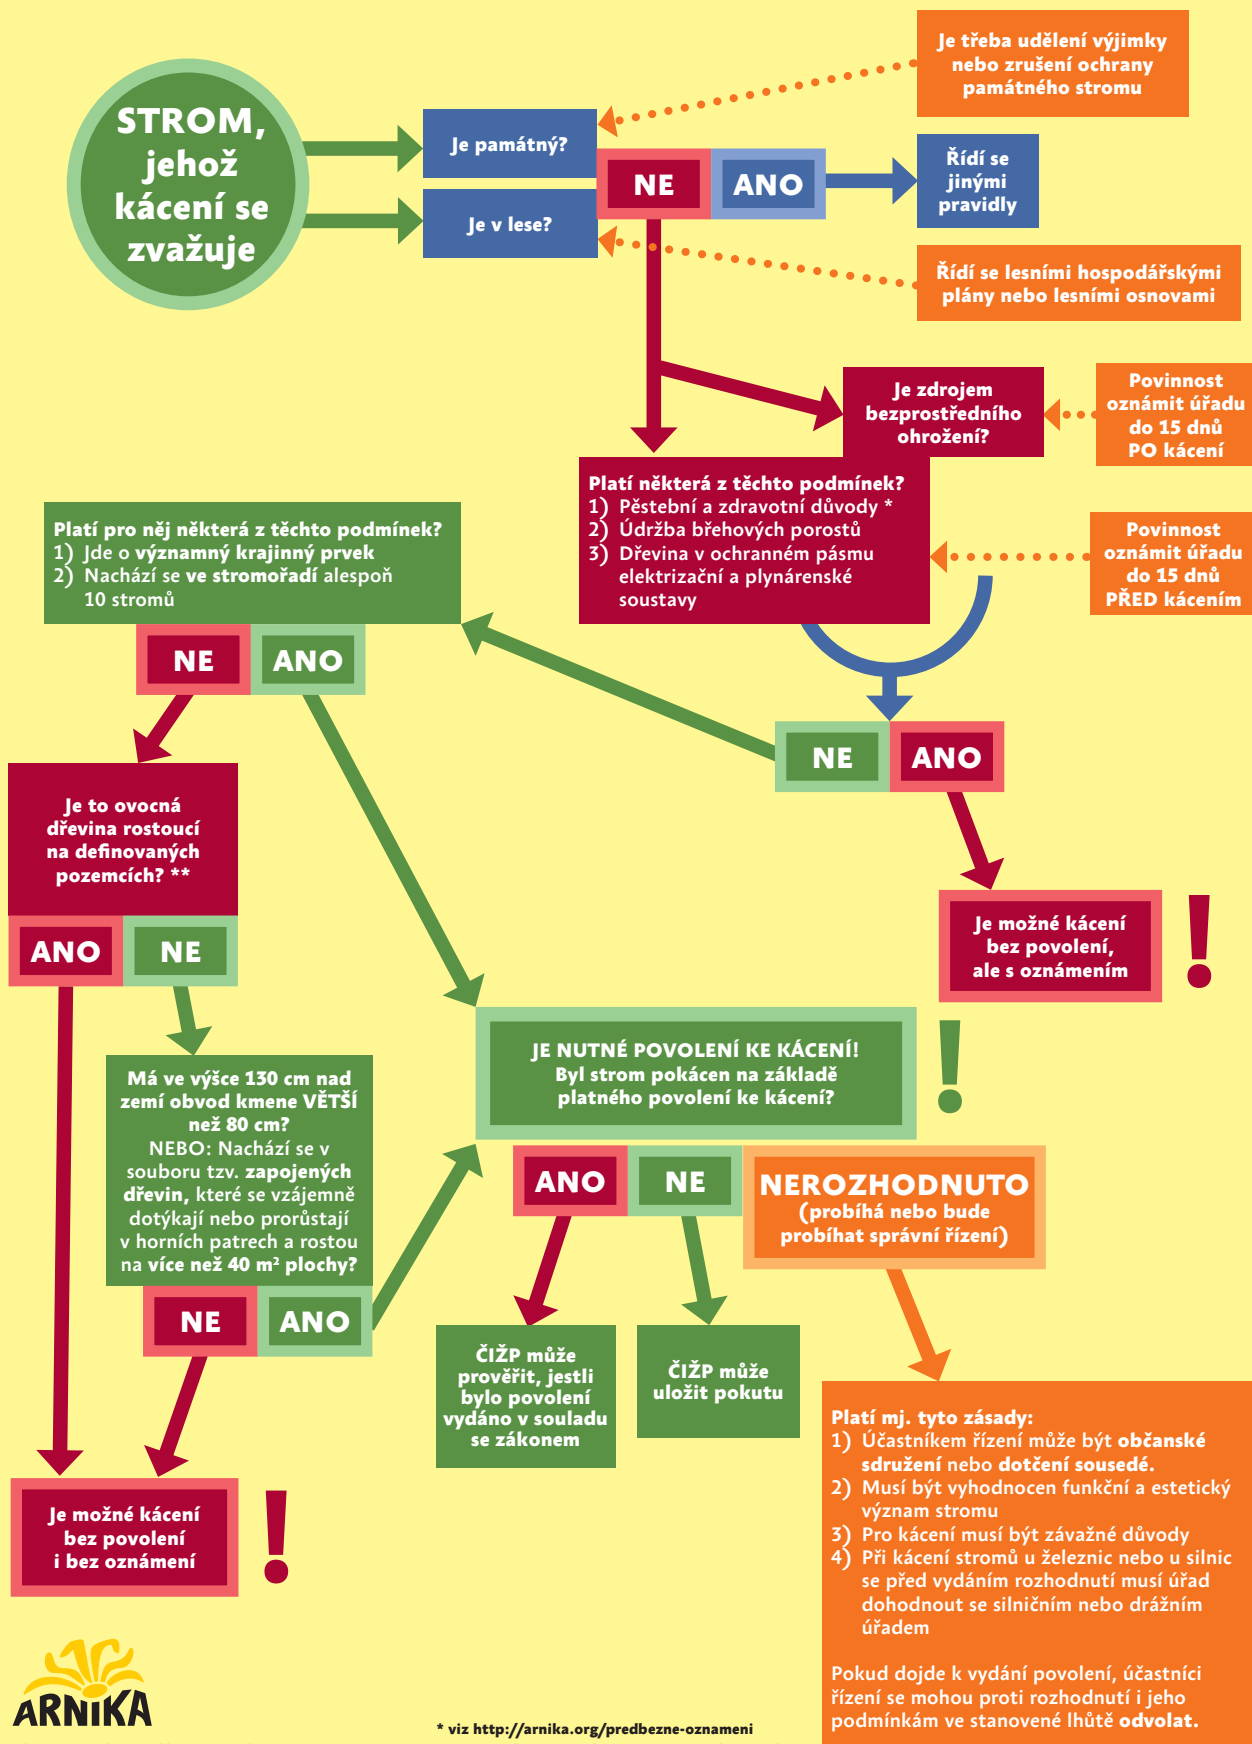 STROM,
jehož
kácení se
zvažuje
Je památný?
Je v lese?
NE
ANO
Je třeba udělení výjimky
nebo zrušení ochrany
památného stromu
Řídí se
jinými
pravidly
Řídí se lesními hospodářskými
plány nebo lesními osnovami
Je zdrojem
bezprostředního
ohrožení?
Povinnost
oznámit úřadu
do 15 dnů
PO kácení
Platí některá z těchto podmínek?
1) Pěstební a zdravotní důvody *
2) Údržba břehových porostů
3) Dřevina v ochranném pásmu
elektrizační a plynárenské
soustavy
Povinnost
oznámit úřadu
do 15 dnů
PŘED kácením
NE
ANO
Je možné kácení
bez povolení,
ale s oznámením
!
Platí pro něj některá z těchto podmínek?
1) Jde o významný krajinný prvek
2) Nachází se ve stromořadí alespoň
10 stromů
NE
ANO
Je to ovocná
dřevina rostoucí
na definovaných
pozemcích? **
ANO
NE
Má ve výšce 130 cm nad
zemí obvod kmene VĚTŠÍ
než 80 cm?
NEBO: Nachází se v
souboru tzv. zapojených
dřevin, které se vzájemně
dotýkají nebo prorůstají
v horních patrech a rostou
na více než 40 m² plochy?
NE
ANO
Je možné kácení
bez povolení
i bez oznámení
!
JE NUTNÉ POVOLENÍ KE KÁCENÍ!
Byl strom pokácen na základě
platného povolení ke kácení?
!
ANO
NE
NEROZHODNUTO
(probíhá nebo bude
probíhat správní řízení)
ČIŽP může
prověřit, jestli
bylo povolení
vydáno v souladu
se zákonem
ČIŽP může
uložit pokutu
Platí mj. tyto zásady:
1) Účastníkem řízení může být občanské
sdružení nebo dotčení sousedé.
2) Musí být vyhodnocen funkční a estetický
význam stromu
3) Pro kácení musí být závažné důvody
4) Při kácení stromů u železnic nebo u silnic
se před vydáním rozhodnutí musí úřad
dohodnout se silničním nebo drážním
úřadem
Pokud dojde k vydání povolení, účastníci
řízení se mohou proti rozhodnutí i jeho
podmínkám ve stanovené lhůtě odvolat.
ARNIKA
* viz http://arnika.org/predbezne-oznameni